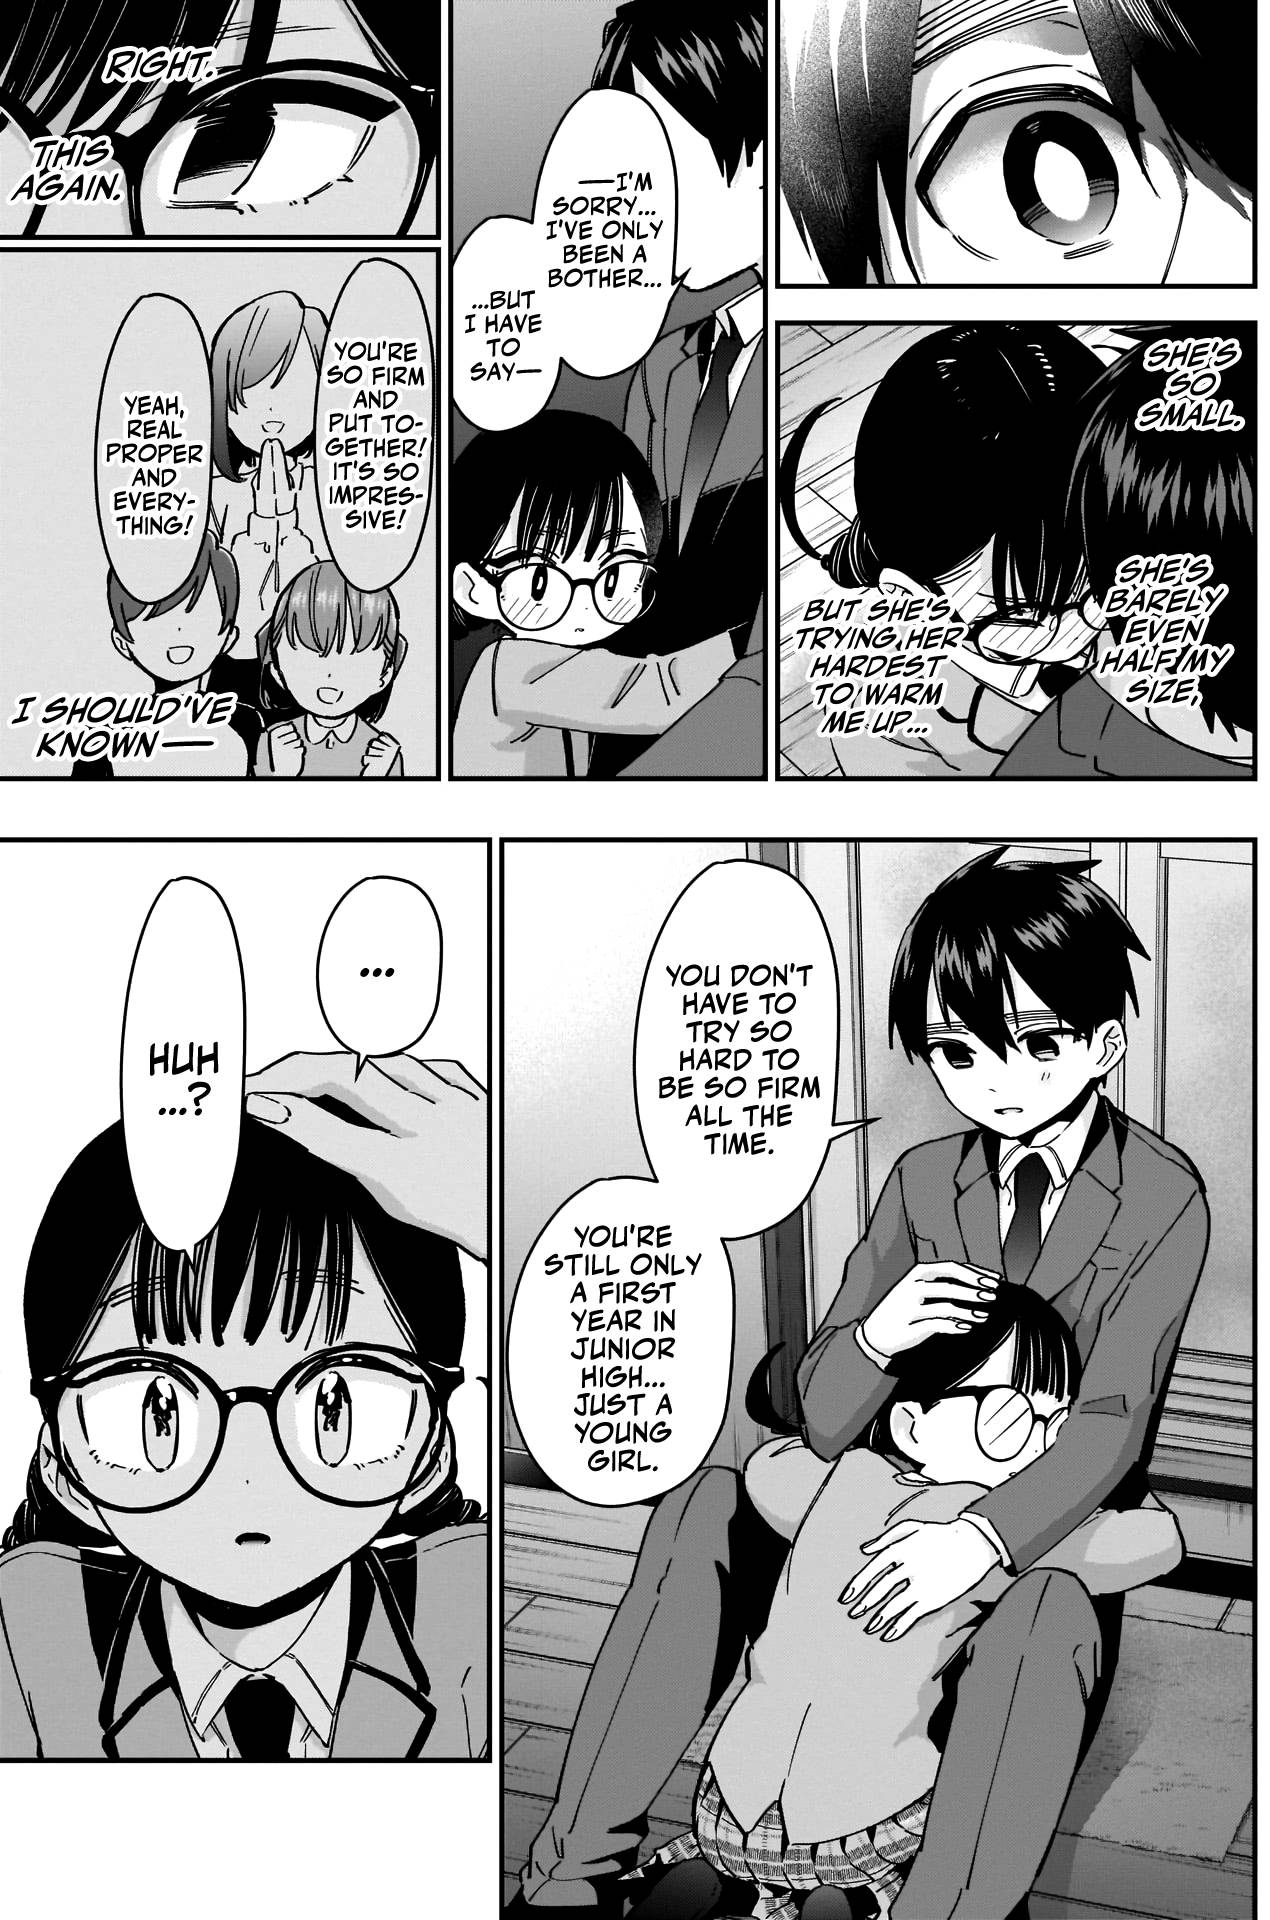 SHE'S
SO
SMALL.
SHE'S
BARELY
EVEN
HALF MY
SIZE,
BUT SHE'S
TRYING HER
HARDEST
TO WARM
ME UP...
—I'M
SORRY...
I'VE ONLY
BEEN A
BOTHER...
...BUT
I HAVE
TO
SAY—
RIGHT.
THIS
AGAIN.
YOU'RE
SO FIRM
AND
PUT TO-
GETHER!
IT'S SO
IMPRES-
SIVE!
YEAH,
REAL
PROPER
AND
EVERY-
THING!
I SHOULD'VE
KNOWN—
YOU DON'T
HAVE TO
TRY SO
HARD TO
BE SO FIRM
ALL THE
TIME.
YOU'RE
STILL ONLY
A FIRST
YEAR IN
JUNIOR
HIGH...
JUST A
YOUNG
GIRL.
...
HUH
...?